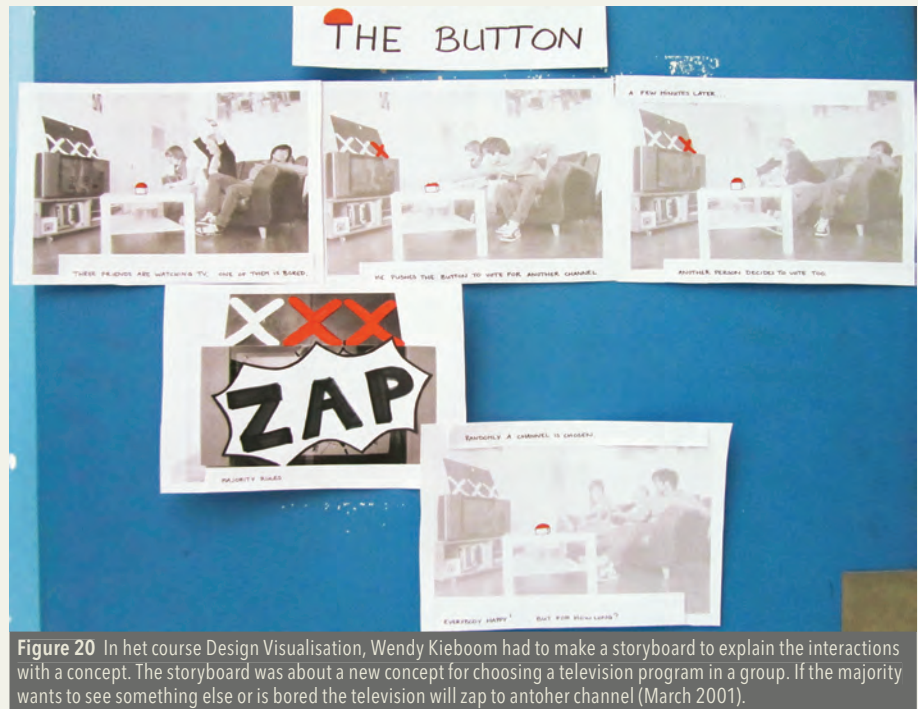 THE BUTTON
THREE FRIENDS ARE WATCHING TV. ONE OF THEM IS BORED.
HE PUSHES THE BUTTON TO VOTE FOR ANOTHER CHANNEL
A FEW MINUTES LATER...
ANOTHER PERSON DECIDES TO VOTE TOO
XXX
ZAP
MAJORITY RULES
RANDOMLY A CHANNEL IS CHOSEN.
EVERYBODY HAPPY! BUT FOR HOW LONG?
Figure 20 In het course Design Visualisation, Wendy Kieboom had to make a storyboard to explain the interactions
with a concept. The storyboard was about a new concept for choosing a television program in a group. If the majority
wants to see something else or is bored the television will zap to antoher channel (March 2001).